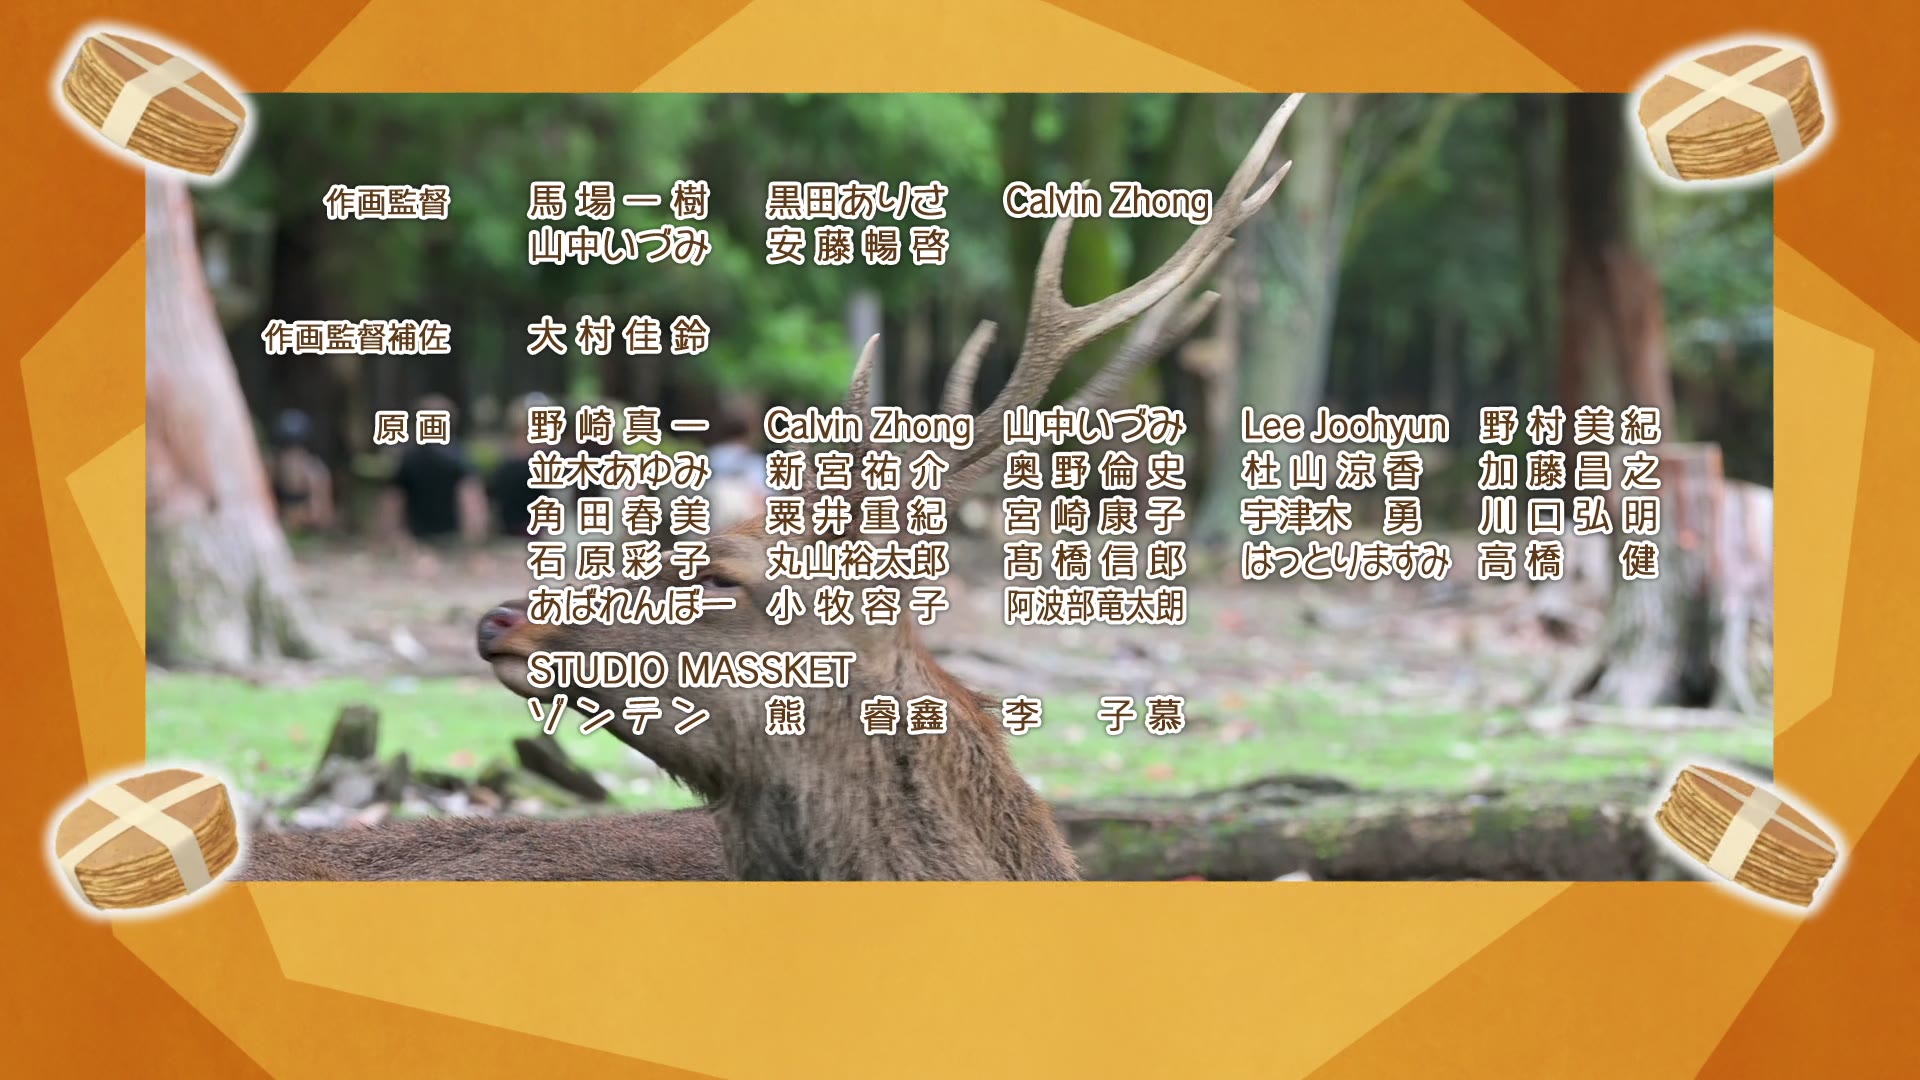 作画監督 馬場一樹 黒田ありさ Calvin Zhong
山中いづみ 安藤暢啓
作画監督補佐 大村佳鈴
原画 野崎真一 Calvin Zhong 山中いづみ Lee Joohyun 野村美紀
並木あゆみ 新宮祐介 奥野倫史 杜山涼香 加藤昌之
角田春美 粟井重紀 宮崎康子 宇津木 勇 川口弘明
石原彩子 丸山裕太郎 髙橋信郎 はっとりますみ 高橋 健
あばれんぼー 小牧容子 阿波部竜太朗
STUDIO MASSKET
ソンテン 熊 睿鑫 李 子慕